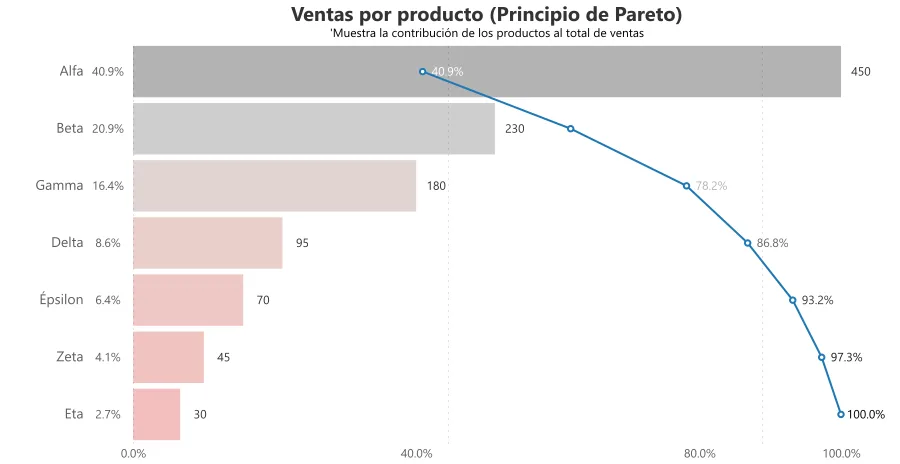 Ventas por producto (Principio de Pareto)
'Muestra la contribución de los productos al total de ventas
Alfa 40.9% 40.9% 450
Beta 20.9% 230
Gamma 16.4% 180 78.2%
Delta 8.6% 95 86.8%
Épsilon 6.4% 70 93.2%
Zeta 4.1% 45 97.3%
Eta 2.7% 30 100.0%
0.0% 40.0% 80.0% 100.0%